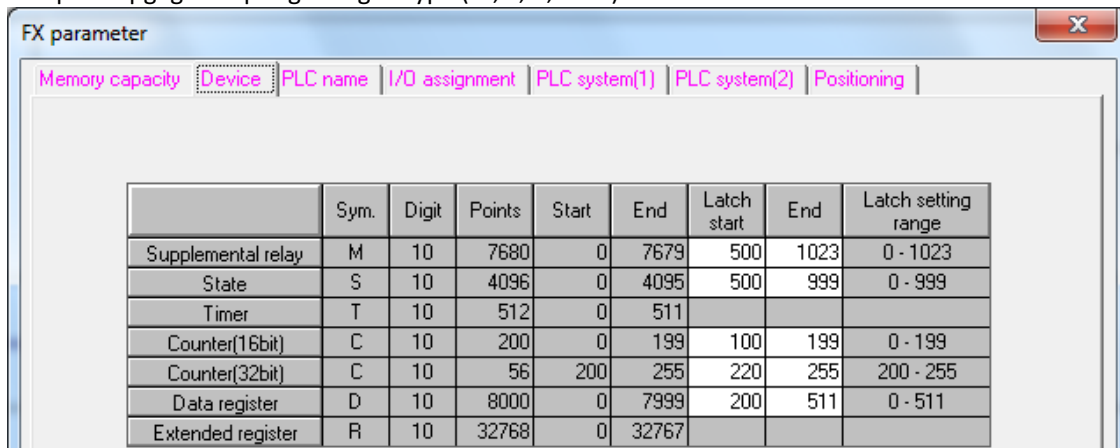 FX parameter
Memory capacity Device PLC name I/O assignment PLC system(1) PLC system(2) Positioning
Sym. Digit Points Start End Latch start End Latch setting range
Supplemental relay M 10 7680 0 7679 500 1023 0 - 1023
State S 10 4096 0 4095 500 999 0 - 999
Timer T 10 512 0 511
Counter(16bit) C 10 200 0 199 100 199 0 - 199
Counter(32bit) C 10 56 200 255 220 255 200 - 255
Data register D 10 8000 0 7999 200 511 0 - 511
Extended register R 10 32768 0 32767